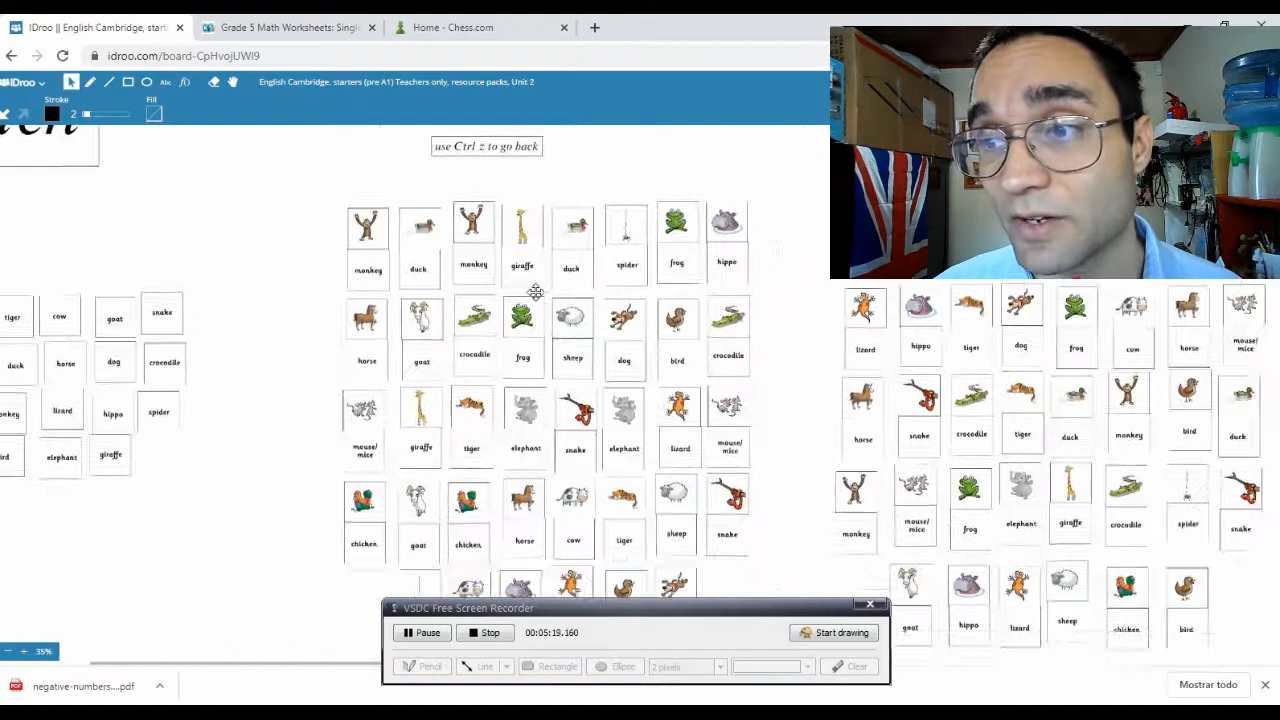 IDroo || English Cambridge, starte
Grade 5 Math Worksheets: Singl
Home - Chess.com
idroo.com/board-CpHvojUWI9
iDroo
Abc
f()
English Cambridge, starters (pre A1) Teachers only, resource packs, Unit 2
Stroke
2
Fill
use Ctrl z to go back
monkey duck monkey giraffe duck spider frog hippo
tiger cow goat snake
horse goat crocodile frog sheep dog bird crocodile
lizard hippo tiger dog frog cow horse mouse/
mice
duck horse dog crocodile
lizard hippo spider
mouse/
mice giraffe tiger elephant snake elephant lizard mouse/
mice
horse snake crocodile tiger duck monkey bird duck
elephant giraffe
chicken goat chicken horse cow tiger sheep snake
monkey mouse/
mice frog elephant giraffe crocodile spider snake
goat hippo lizard sheep chicken bird
VSDC Free Screen Recorder
Pause
Stop
00:05:19.160
Start drawing
Pencil
Line
Rectangle
Ellipse
2 pixels
Clear
35%
negative-numbers....pdf
Mostrar todo